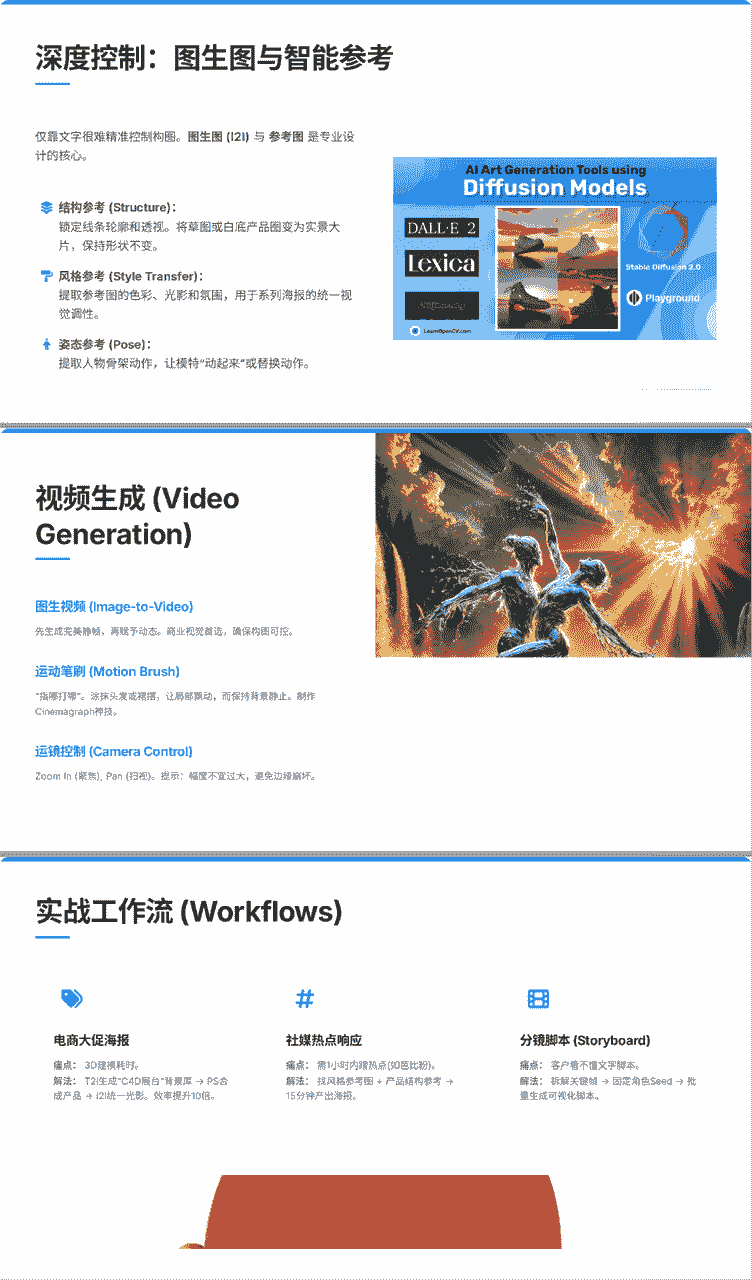 深度控制：图生图与智能参考
仅靠文字很难精准控制构图。图生图 (I2I) 与 参考图 是专业设
计的核心。
结构参考 (Structure)：
锁定线条轮廓和透视。将草图或白底产品图变为实景大
片，保持形状不变。
风格参考 (Style Transfer)：
提取参考图的色彩、光影和氛围，用于系列海报的统一视
觉调性。
姿态参考 (Pose)：
提取人物骨架动作，让模特“动起来”或替换动作。
AI Art Generation Tools using
Diffusion Models
DALL·E 2
Lexica
Stable Diffusion 2.0
Playground
LearnOpenCV.com
视频生成 (Video
Generation)
图生视频 (Image-to-Video)
先生成完美静帧，再赋予动态。商业视觉首选，确保构图可控。
运动笔刷 (Motion Brush)
“指哪打哪”。涂抹头发或裙摆，让局部飘动，而保持背景静止。制作
Cinemagraph神技。
运镜控制 (Camera Control)
Zoom In (聚焦), Pan (扫视)。提示：幅度不宜过大，避免边缘崩坏。
实战工作流 (Workflows)
电商大促海报
痛点： 3D建模耗时。
解法： T2I生成“C4D展台”背景库 → PS合
成产品 → I2I统一光影。效率提升10倍。
社媒热点响应
痛点： 需1小时内蹭热点(如芭比粉)。
解法： 找风格参考图 + 产品结构参考 →
15分钟产出海报。
分镜脚本 (Storyboard)
痛点： 客户看不懂文字脚本。
解法： 拆解关键帧 → 固定角色Seed → 批
量生成可视化脚本。